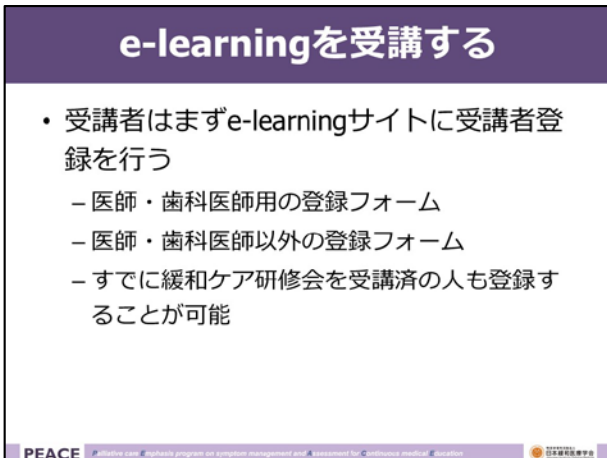 e-learningを受講する
• 受講者はまずe-learningサイトに受講者登
録を行う
– 医師・歯科医師用の登録フォーム
– 医師・歯科医師以外の登録フォーム
– すでに緩和ケア研修会を受講済の人も登録す
ることが可能
PEACE Palliative care Emphasis program on symptom management and Assessment for Continuous medical Education
日本緩和医療学会